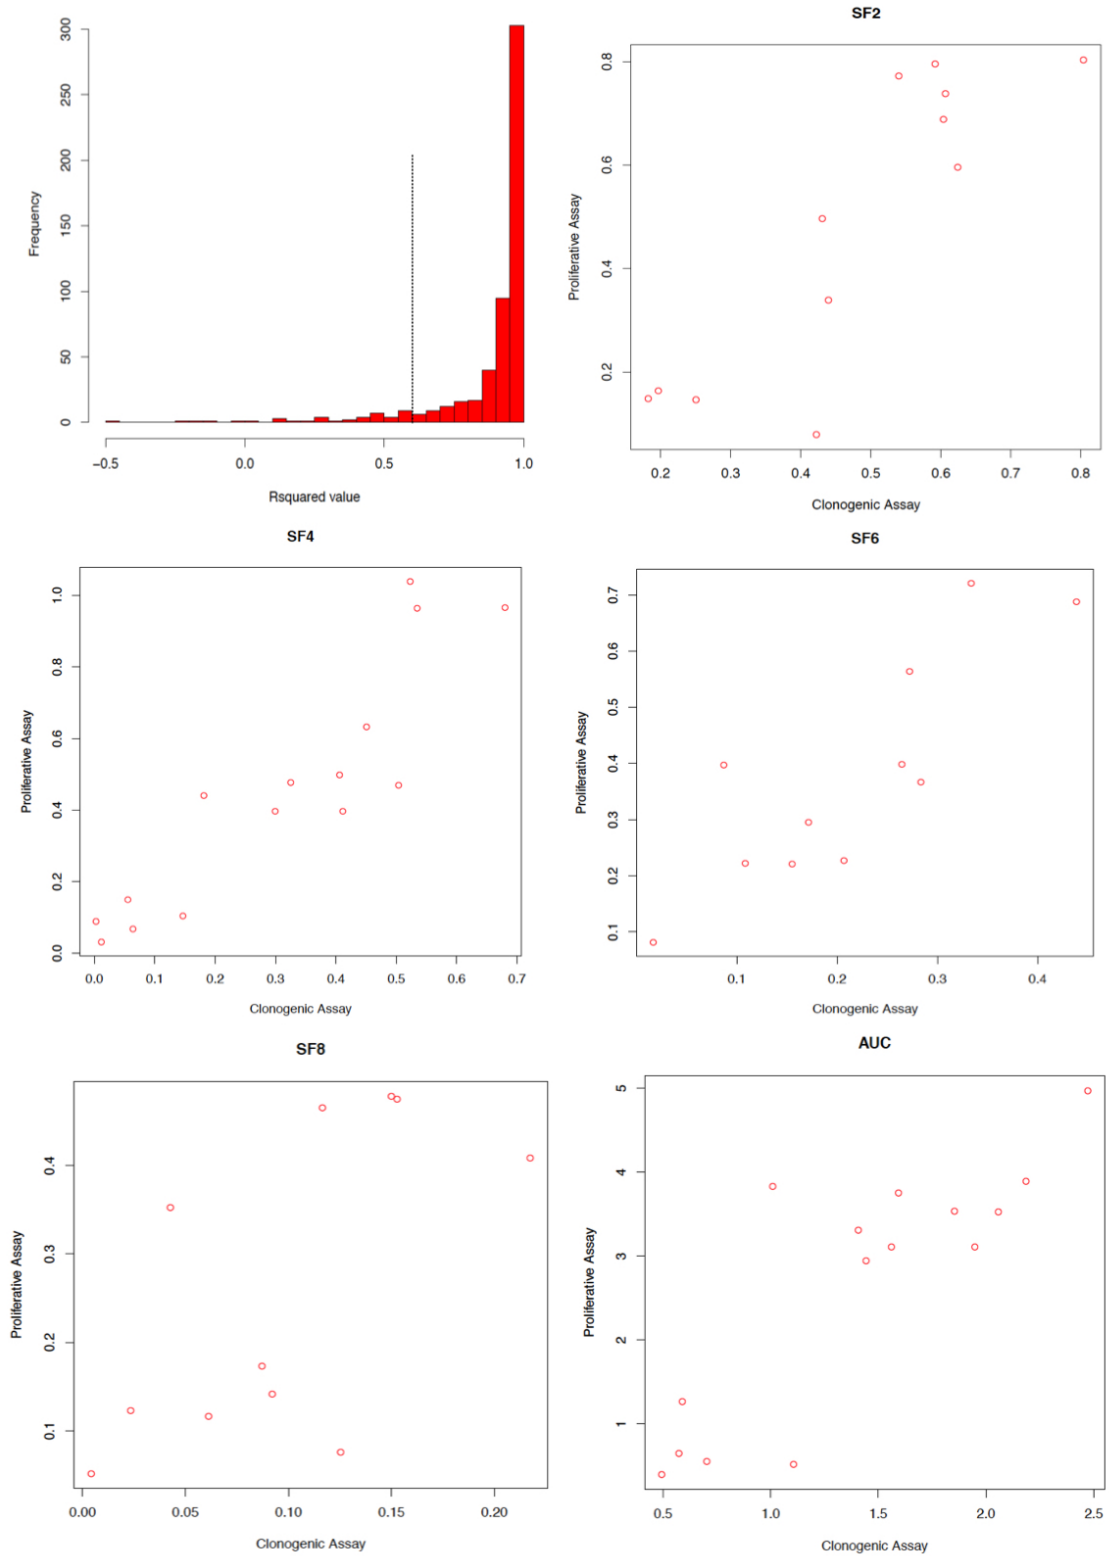 300
250
200
150
100
50
0
Frequency
−0.5 0.0 0.5 1.0
Rsquared value
SF2
0.8
0.6
0.4
0.2
Proliferative Assay
0.2 0.3 0.4 0.5 0.6 0.7 0.8
Clonogenic Assay
SF4
1.0
0.8
0.6
0.4
0.2
0.0
Proliferative Assay
0.0 0.1 0.2 0.3 0.4 0.5 0.6 0.7
Clonogenic Assay
SF6
0.7
0.6
0.5
0.4
0.3
0.2
0.1
Proliferative Assay
0.1 0.2 0.3 0.4
Clonogenic Assay
SF8
0.4
0.3
0.2
0.1
Proliferative Assay
0.00 0.05 0.10 0.15 0.20
Clonogenic Assay
AUC
5
4
3
2
1
Proliferative Assay
0.5 1.0 1.5 2.0 2.5
Clonogenic Assay